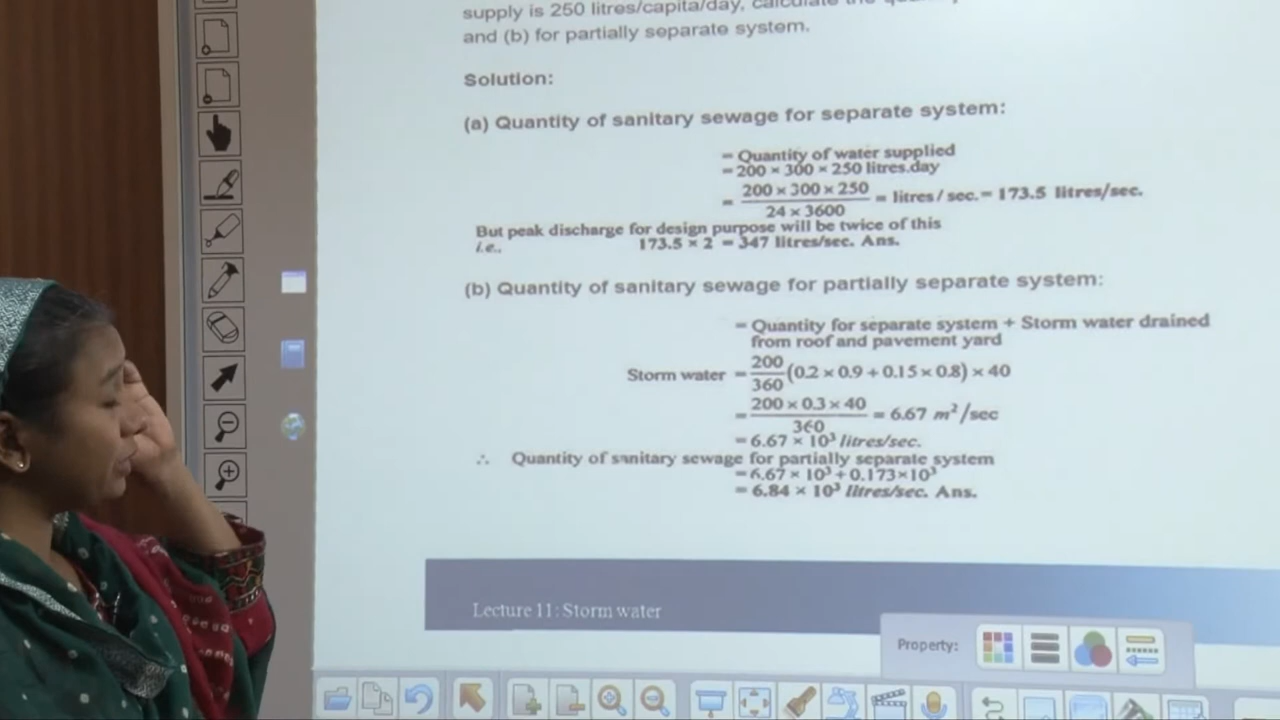 supply is 250 litres/capita/day, calculate the
and (b) for partially separate system.
Solution:
(a) Quantity of sanitary sewage for separate system:
= Quantity of water supplied
= 200 × 300 × 250 litres.day
= 200 × 300 × 250 / 24 × 3600 = litres / sec. = 173.5 litres/sec.
But peak discharge for design purpose will be twice of this
i.e., 173.5 × 2 = 347 litres/sec. Ans.
(b) Quantity of sanitary sewage for partially separate system:
= Quantity for separate system + Storm water drained
from roof and pavement yard
Storm water = 200/360 (0.2 × 0.9 + 0.15 × 0.8) × 40
= 200 × 0.3 × 40 / 360 = 6.67 m²/sec
= 6.67 × 10³ litres/sec.
∴ Quantity of sanitary sewage for partially separate system
= 6.67 × 10³ + 0.173×10³
= 6.84 × 10³ litres/sec. Ans.
Lecture 11: Storm water
Property: